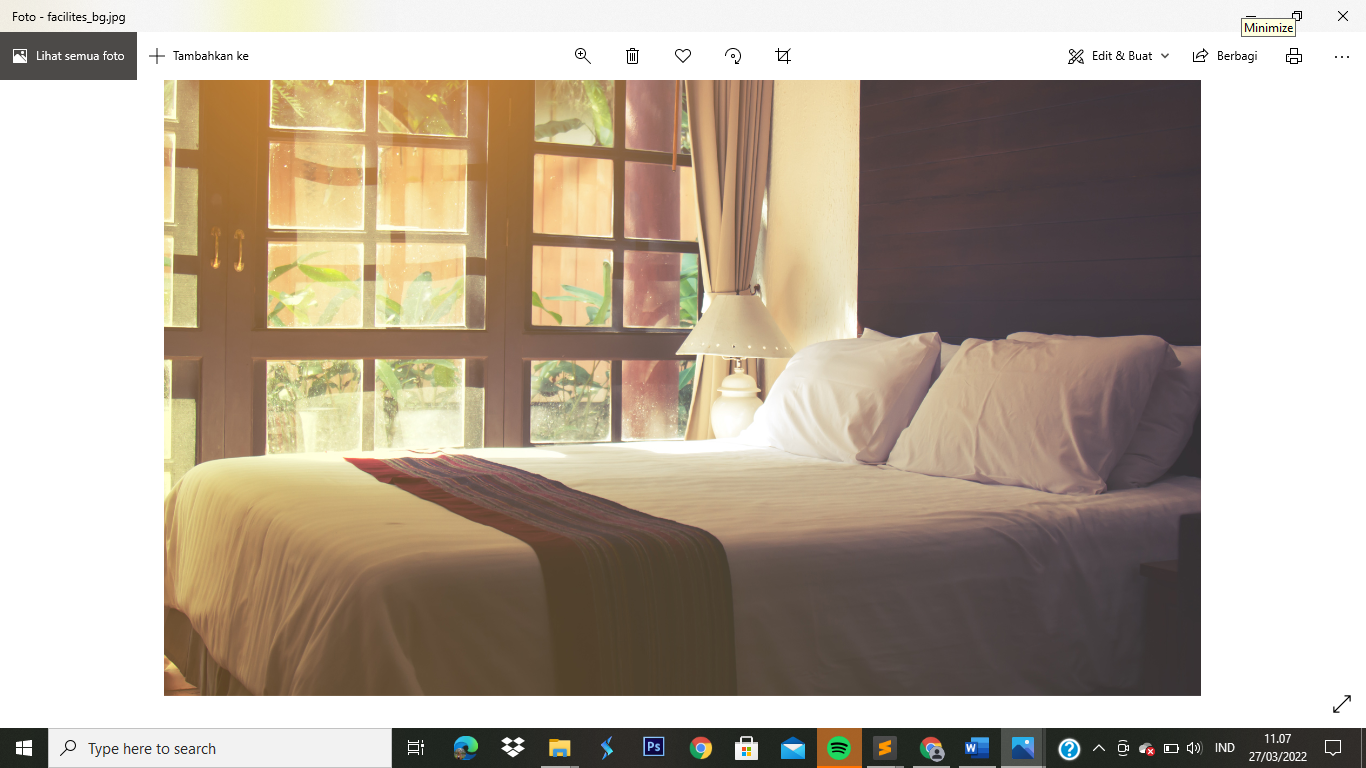 Foto - facilites_bg.jpg
Minimize
Lihat semua foto
Tambahkan ke
Edit & Buat
Berbagi
Type here to search
Ps
IND
11.07
27/03/2022